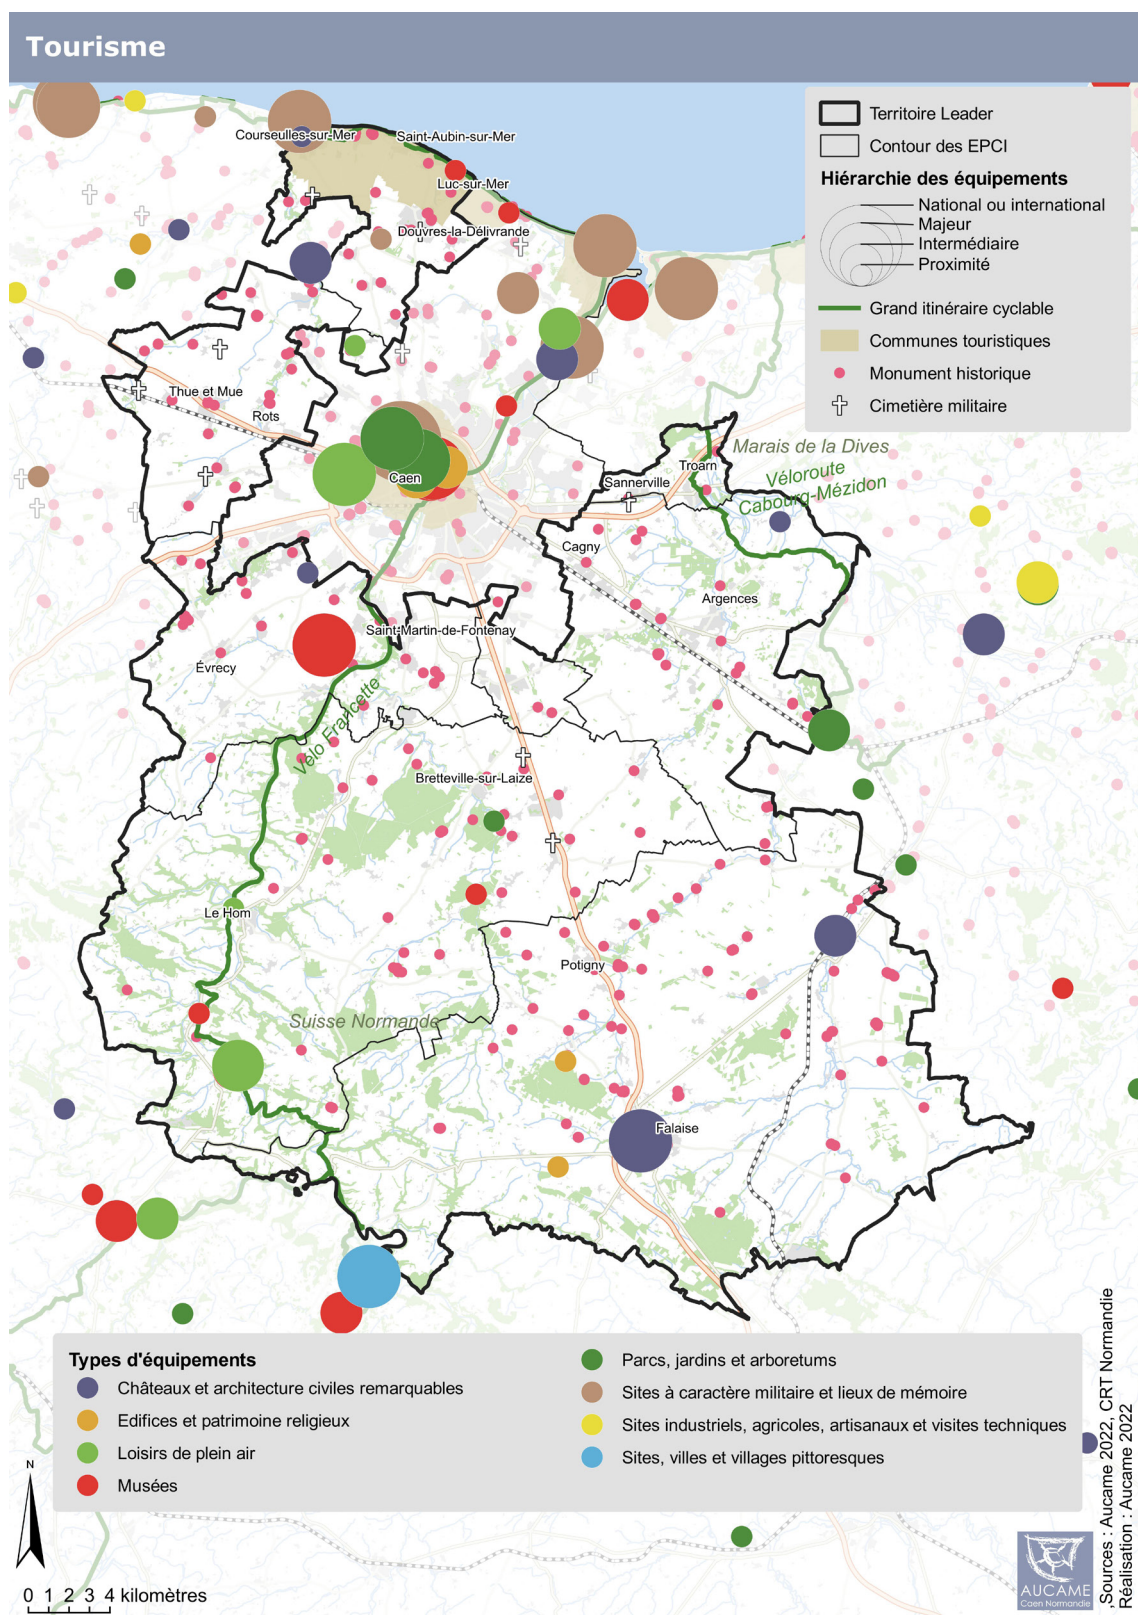 Tourisme
Territoire Leader
Contour des EPCI
Hiérarchie des équipements
National ou international
Majeur
Intermédiaire
Proximité
Grand itinéraire cyclable
Communes touristiques
Monument historique
Cimetière militaire
Courseulles-sur-Mer
Saint-Aubin-sur-Mer
Luc-sur-Mer
Douvres-la-Délivrande
Thue et Mue
Rots
Caen
Marais de la Dives
Troarn
Véloroute
Cabourg-Mézidon
Sannerville
Cagny
Argences
Saint-Martin-de-Fontenay
Évrecy
Vélo Francette
Bretteville-sur-Laize
Le Hom
Potigny
Suisse Normande
Falaise
Types d'équipements
Châteaux et architecture civiles remarquables
Edifices et patrimoine religieux
Loisirs de plein air
Musées
Parcs, jardins et arboretums
Sites à caractère militaire et lieux de mémoire
Sites industriels, agricoles, artisanaux et visites techniques
Sites, villes et villages pittoresques
N
0 1 2 3 4 kilomètres
AUCAME
Caen Normandie
,Sources : Aucame 2022, CRT Normandie
Réalisation : Aucame 2022